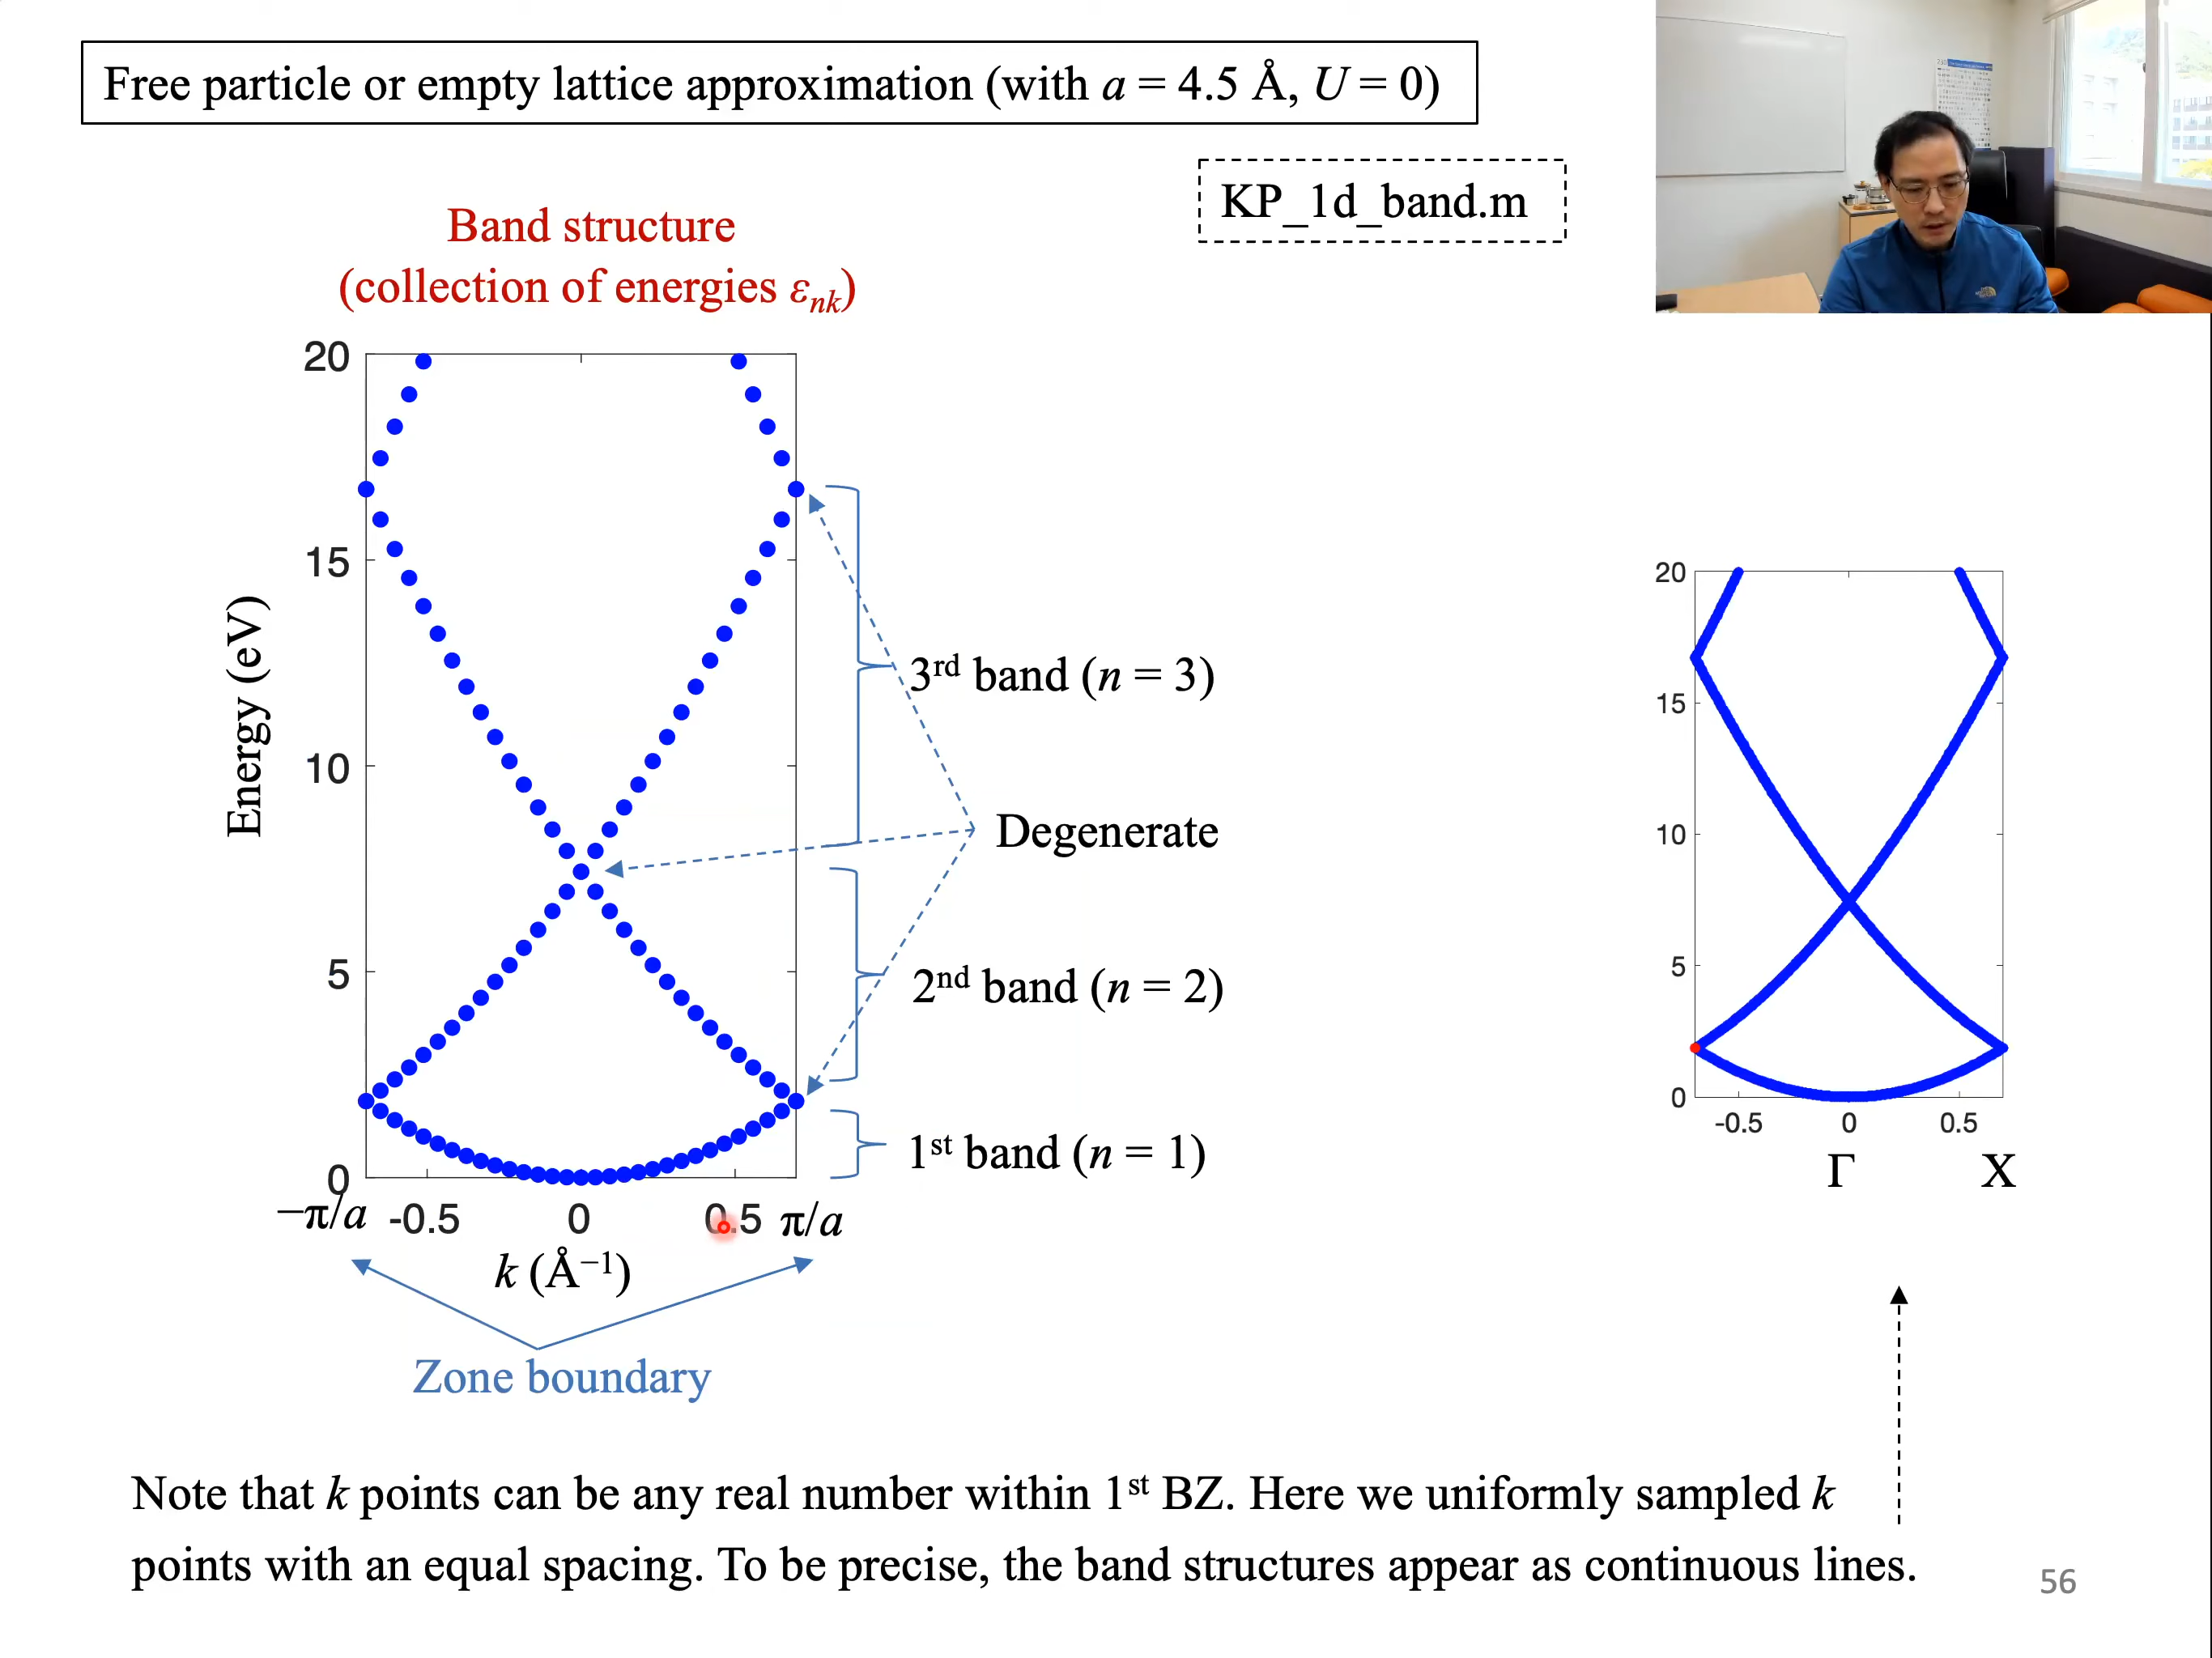 Free particle or empty lattice approximation (with a = 4.5 Å, U = 0)
KP_1d_band.m
Band structure
(collection of energies εnk)
20
15
10
5
0
Energy (eV)
−π/a -0.5 0 0.5 π/a
k (Å−1)
Zone boundary
3rd band (n = 3)
Degenerate
2nd band (n = 2)
1st band (n = 1)
20
15
10
5
0
-0.5 0 0.5
Γ X
Note that k points can be any real number within 1st BZ. Here we uniformly sampled k
points with an equal spacing. To be precise, the band structures appear as continuous lines.
56